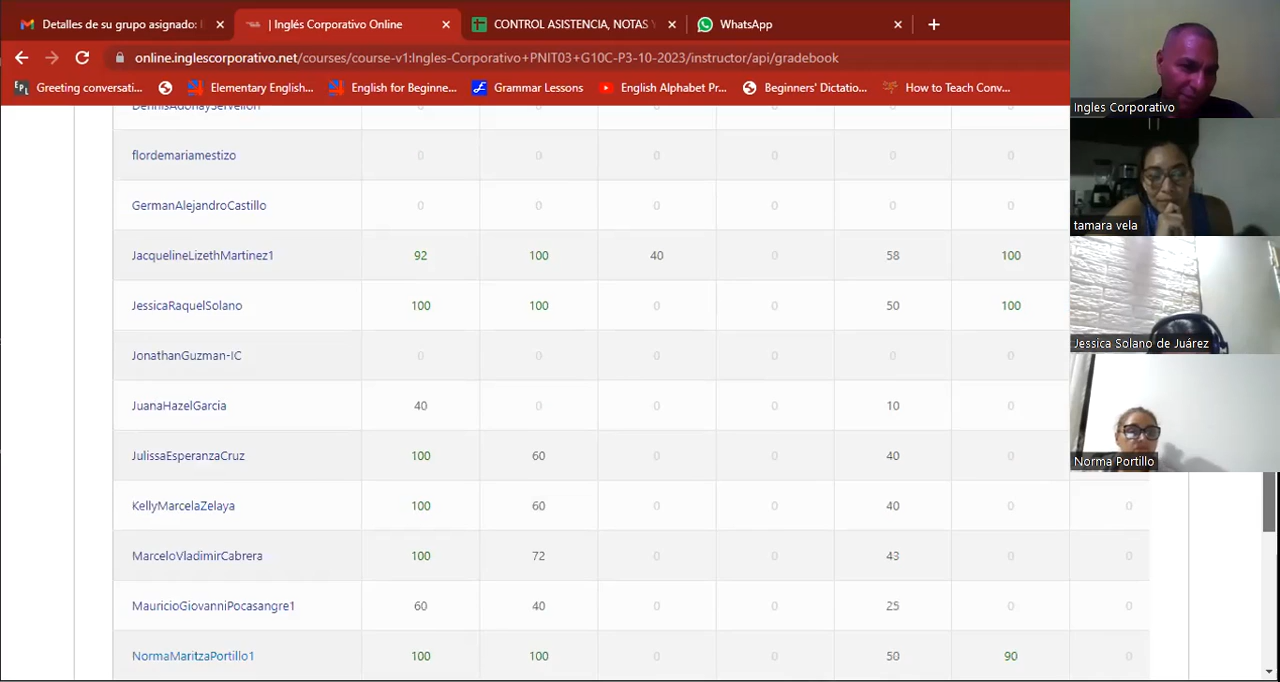 Detalles de su grupo asignado:
| Inglés Corporativo Online
CONTROL ASISTENCIA, NOTAS
WhatsApp
online.inglescorporativo.net/courses/course-v1:Ingles-Corporativo+PNIT03+G10C-P3-10-2023/instructor/api/gradebook
Greeting conversati...
Elementary English...
English for Beginne...
Grammar Lessons
English Alphabet Pr...
Beginners' Dictatio...
How to Teach Conv...
DennisAdonayServellon 0 0 0 0 0 0
flordemariamestizo 0 0 0 0 0 0
GermanAlejandroCastillo 0 0 0 0 0 0
JacquelineLizethMartinez1 92 100 40 0 58 100
JessicaRaquelSolano 100 100 0 0 50 100
JonathanGuzman-IC 0 0 0 0 0 0
JuanaHazelGarcia 40 0 0 0 10 0
JulissaEsperanzaCruz 100 60 0 0 40 0
KellyMarcelaZelaya 100 60 0 0 40 0 0
MarceloVladimirCabrera 100 72 0 0 43 0 0
MauricioGiovanniPocasangre1 60 40 0 0 25 0 0
NormaMaritzaPortillo1 100 100 0 0 50 90 0
Ingles Corporativo
tamara vela
Jessica Solano de Juárez
Norma Portillo